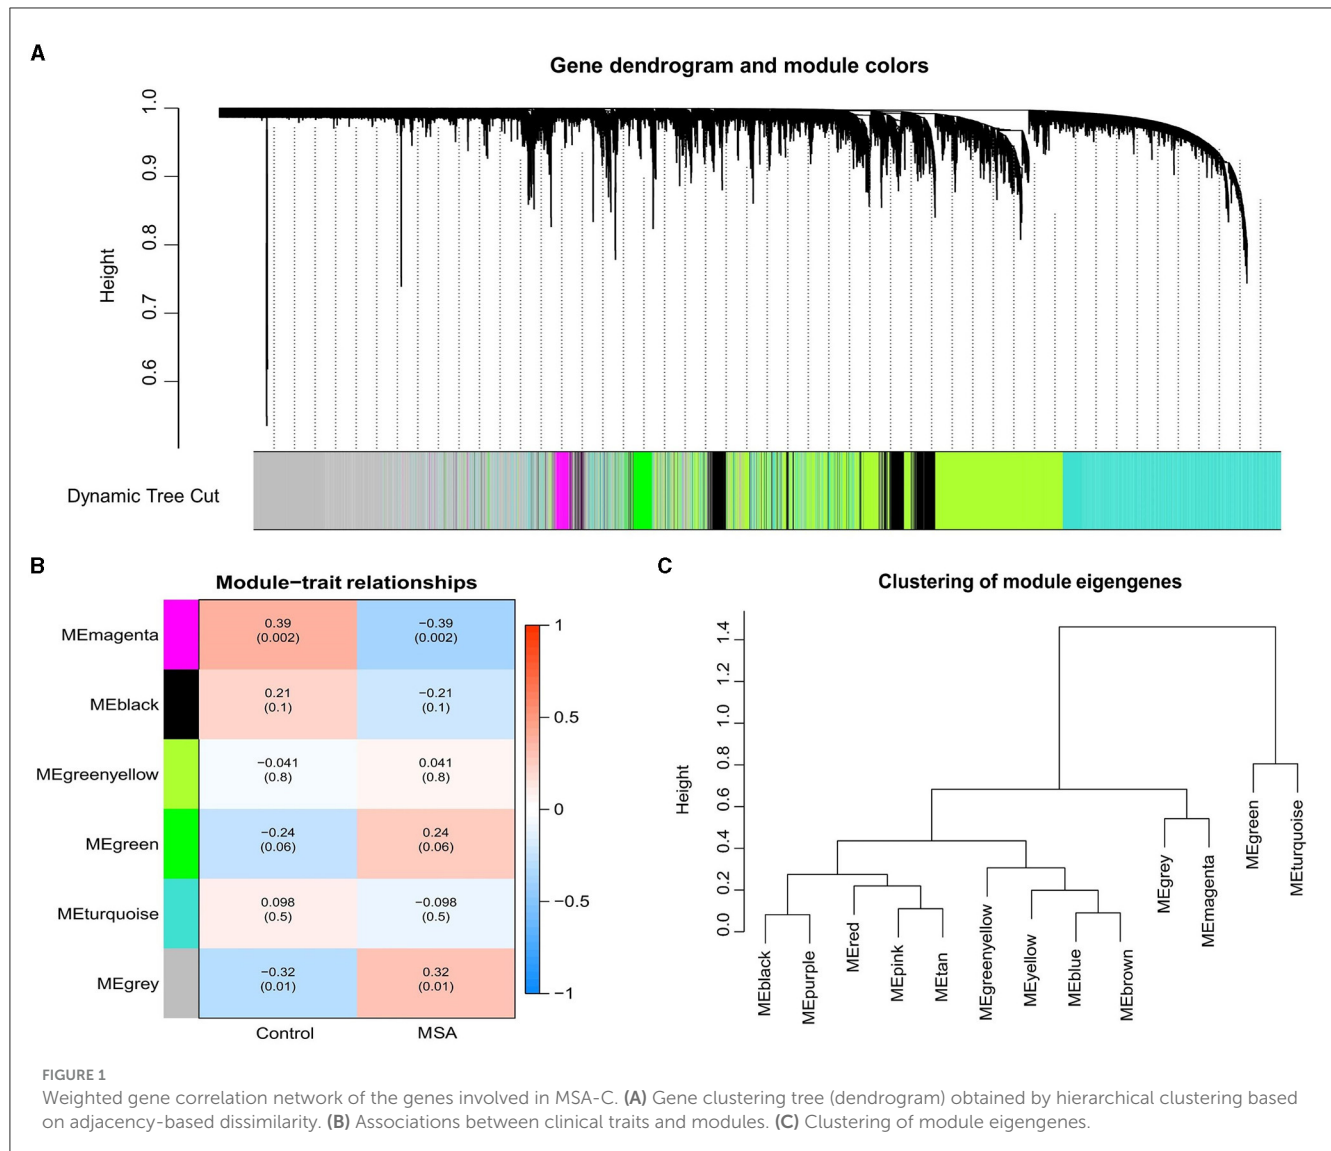 A
Gene dendrogram and module colors
Height
1.0
0.9
0.8
0.7
0.6
Dynamic Tree Cut
B
Module−trait relationships
MEmagenta
0.39
(0.002)
−0.39
(0.002)
MEblack
0.21
(0.1)
−0.21
(0.1)
MEgreenyellow
−0.041
(0.8)
0.041
(0.8)
MEgreen
−0.24
(0.06)
0.24
(0.06)
MEturquoise
0.098
(0.5)
−0.098
(0.5)
MEgrey
−0.32
(0.01)
0.32
(0.01)
Control
MSA
1
0.5
0
−0.5
−1
C
Clustering of module eigengenes
Height
1.4
1.2
1.0
0.8
0.6
0.4
0.2
0.0
MEblack
MEpurple
MEred
MEpink
MEtan
MEgreenyellow
MEyellow
MEblue
MEbrown
MEgrey
MEmagenta
MEgreen
MEturquoise
FIGURE 1
Weighted gene correlation network of the genes involved in MSA-C. (A) Gene clustering tree (dendrogram) obtained by hierarchical clustering based
on adjacency-based dissimilarity. (B) Associations between clinical traits and modules. (C) Clustering of module eigengenes.